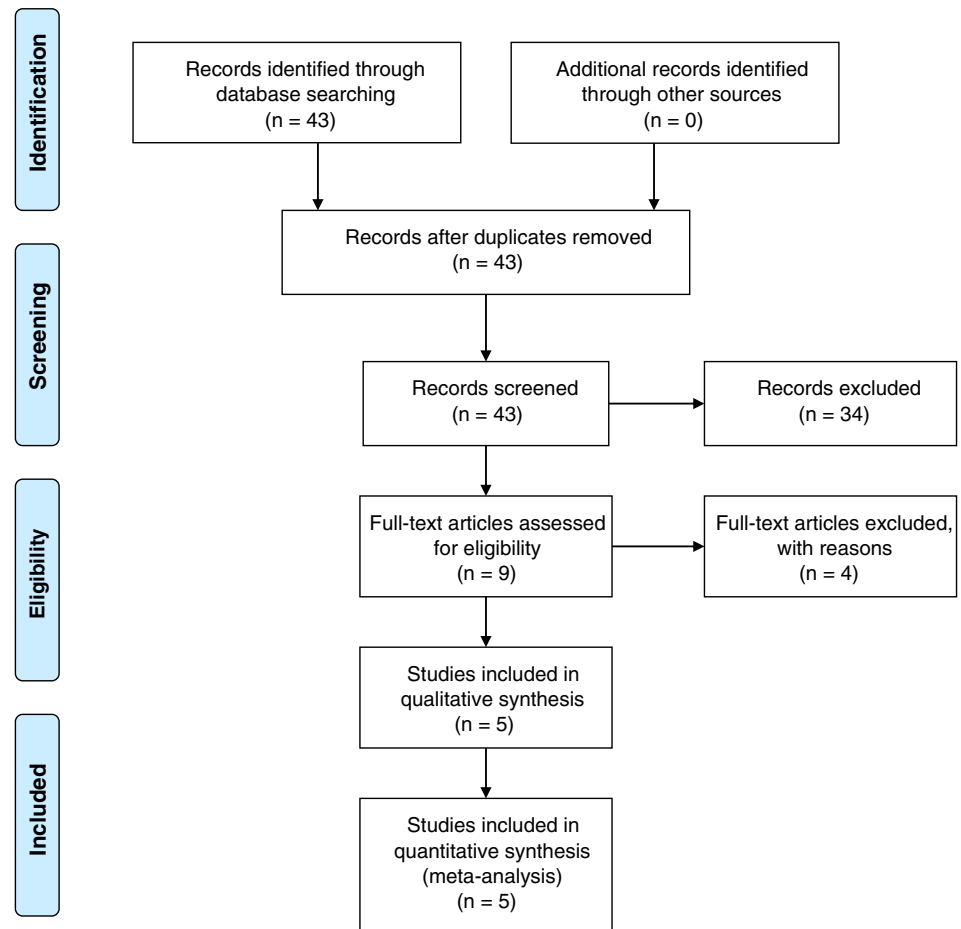 Identification
Records identified through
database searching
(n = 43)
Additional records identified
through other sources
(n = 0)
Records after duplicates removed
(n = 43)
Screening
Records screened
(n = 43)
Records excluded
(n = 34)
Eligibility
Full-text articles assessed
for eligibility
(n = 9)
Full-text articles excluded,
with reasons
(n = 4)
Studies included in
qualitative synthesis
(n = 5)
Included
Studies included in
quantitative synthesis
(meta-analysis)
(n = 5)